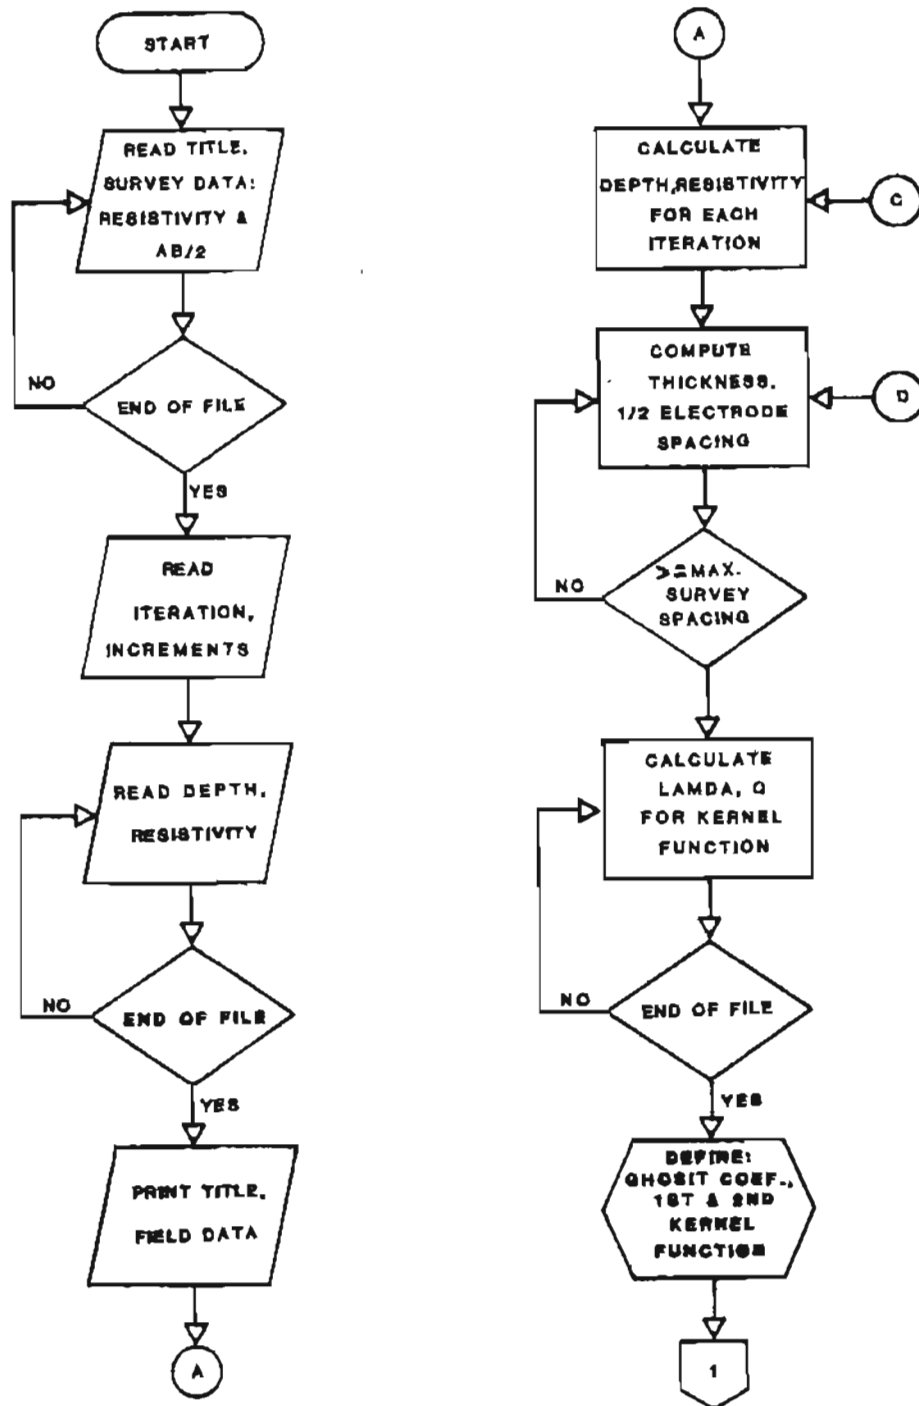 START
READ TITLE,
SURVEY DATA:
RESISTIVITY &
AB/2
NO
END OF FILE
YES
READ
ITERATION,
INCREMENTS
READ DEPTH,
RESISTIVITY
NO
END OF FILE
YES
PRINT TITLE,
FIELD DATA
A
A
CALCULATE
DEPTH,RESISTIVITY
FOR EACH
ITERATION
C
COMPUTE
THICKNESS,
1/2 ELECTRODE
SPACING
D
NO
>=MAX.
SURVEY
SPACING
CALCULATE
LAMDA, Q
FOR KERNEL
FUNCTION
NO
END OF FILE
YES
DEFINE:
GHOSIT COEF.,
1ST & 2ND
KERNEL
FUNCTION
1